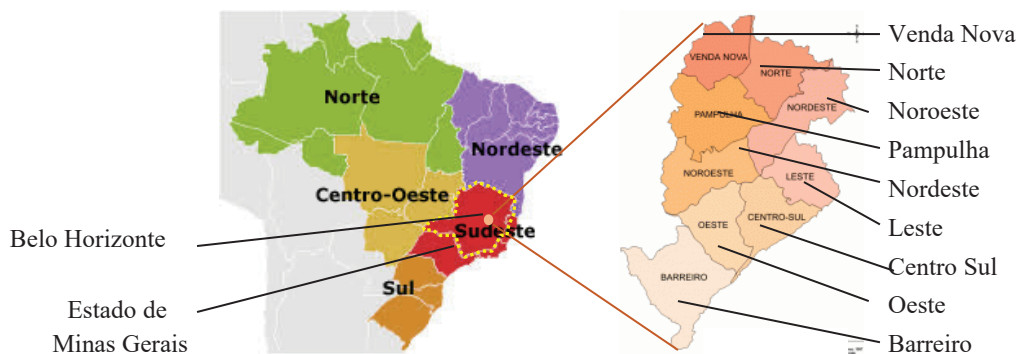 Norte
Nordeste
Centro-Oeste
Sudeste
Sul
Belo Horizonte
Estado de
Minas Gerais
VENDA NOVA
NORTE
NORDESTE
PAMPULHA
NOROESTE
LESTE
OESTE
CENTRO-SUL
BARREIRO
Venda Nova
Norte
Noroeste
Pampulha
Nordeste
Leste
Centro Sul
Oeste
Barreiro